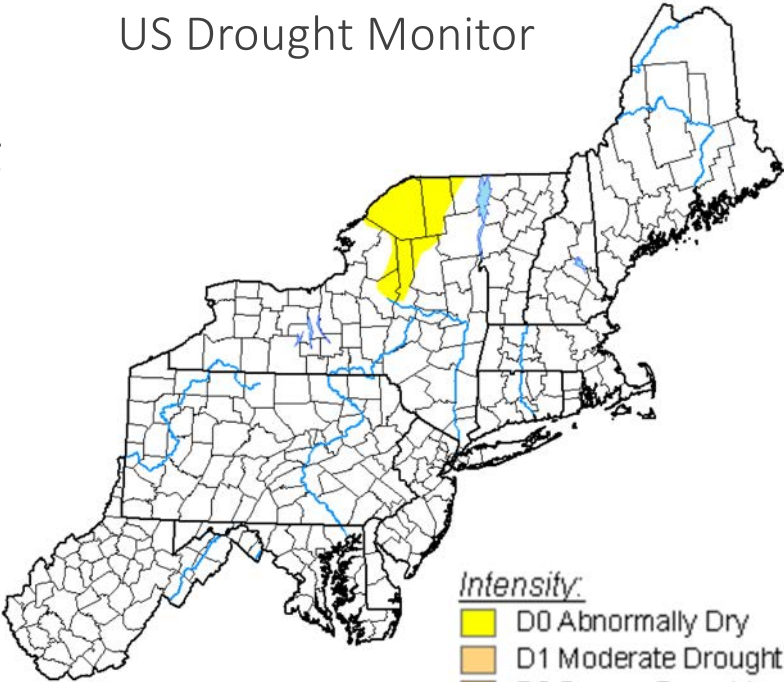 US Drought Monitor
Intensity:
D0 Abnormally Dry
D1 Moderate Drought